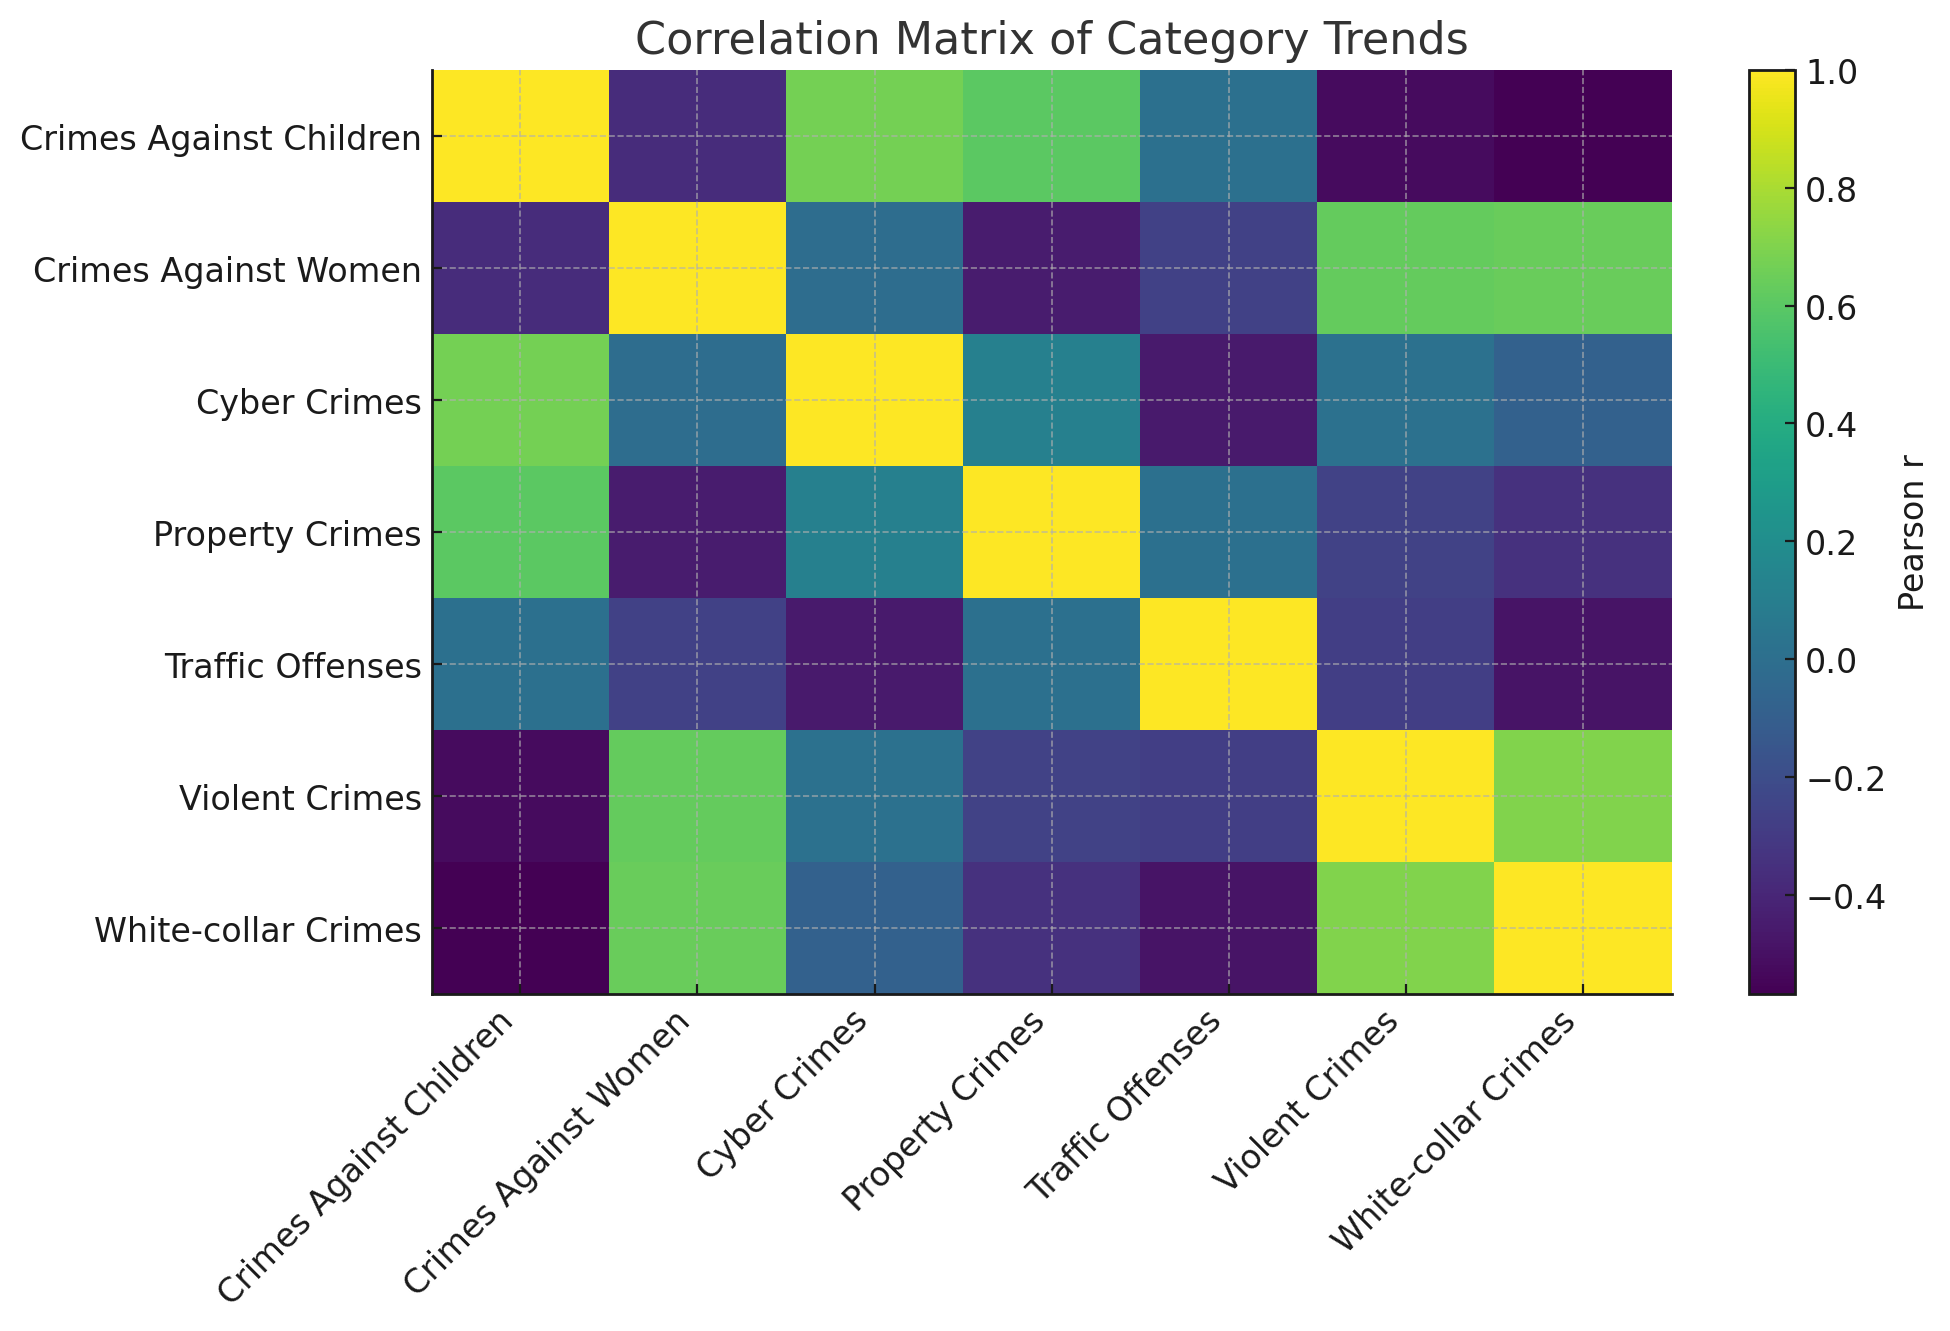 Correlation Matrix of Category Trends
Crimes Against Children
Crimes Against Women
Cyber Crimes
Property Crimes
Traffic Offenses
Violent Crimes
White-collar Crimes
Crimes Against Children
Crimes Against Women
Cyber Crimes
Property Crimes
Traffic Offenses
Violent Crimes
White-collar Crimes
1.0
0.8
0.6
0.4
0.2
0.0
−0.2
−0.4
Pearson r